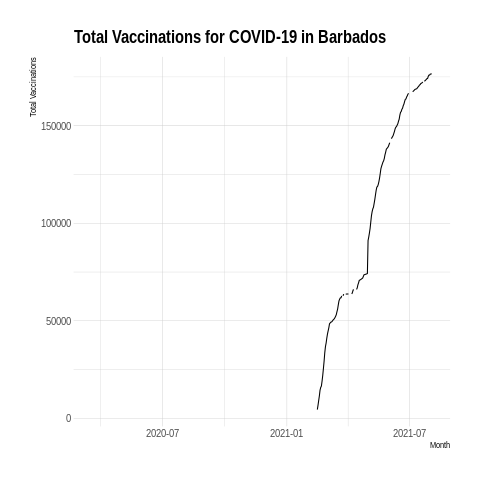 Total Vaccinations for COVID-19 in Barbados
Total Vaccinations
150000
100000
50000
0
2020-07 2021-01 2021-07
Month